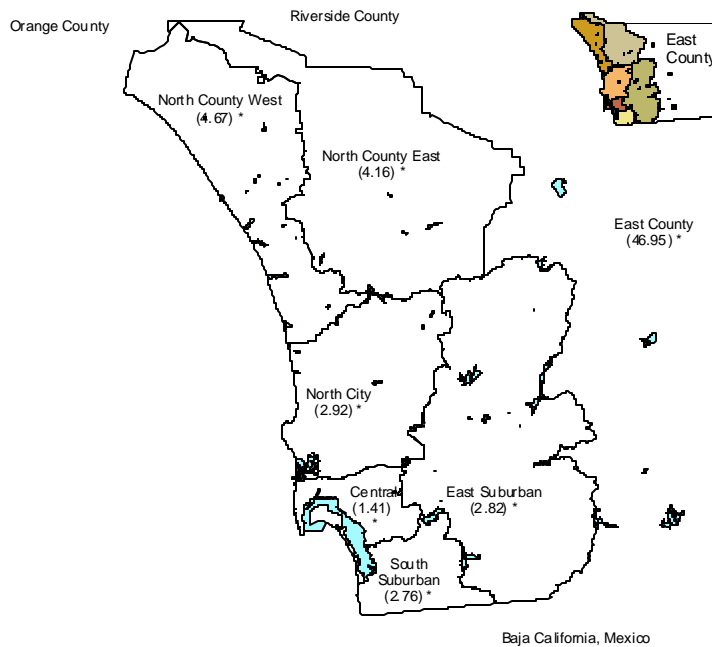 Riverside County
Orange County
East
County
North County West
(4.67) *
North County East
(4.16) *
East County
(46.95) *
North City
(2.92) *
Central
(1.41)
*
East Suburban
(2.82) *
South
Suburban
(2.76) *
Baja California, Mexico